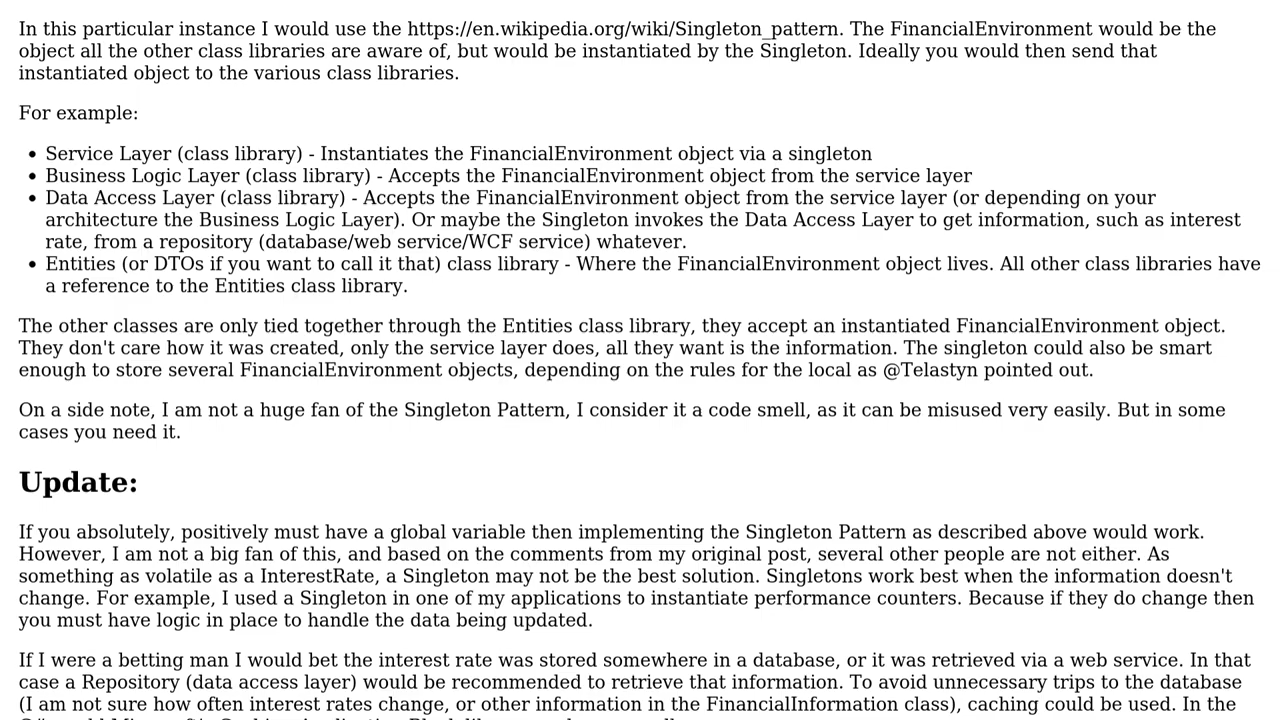 In this particular instance I would use the https://en.wikipedia.org/wiki/Singleton_pattern. The FinancialEnvironment would be the
object all the other class libraries are aware of, but would be instantiated by the Singleton. Ideally you would then send that
instantiated object to the various class libraries.
For example:
• Service Layer (class library) - Instantiates the FinancialEnvironment object via a singleton
• Business Logic Layer (class library) - Accepts the FinancialEnvironment object from the service layer
• Data Access Layer (class library) - Accepts the FinancialEnvironment object from the service layer (or depending on your
architecture the Business Logic Layer). Or maybe the Singleton invokes the Data Access Layer to get information, such as interest
rate, from a repository (database/web service/WCF service) whatever.
• Entities (or DTOs if you want to call it that) class library - Where the FinancialEnvironment object lives. All other class libraries have
a reference to the Entities class library.
The other classes are only tied together through the Entities class library, they accept an instantiated FinancialEnvironment object.
They don't care how it was created, only the service layer does, all they want is the information. The singleton could also be smart
enough to store several FinancialEnvironment objects, depending on the rules for the local as @Telastyn pointed out.
On a side note, I am not a huge fan of the Singleton Pattern, I consider it a code smell, as it can be misused very easily. But in some
cases you need it.
Update:
If you absolutely, positively must have a global variable then implementing the Singleton Pattern as described above would work.
However, I am not a big fan of this, and based on the comments from my original post, several other people are not either. As
something as volatile as a InterestRate, a Singleton may not be the best solution. Singletons work best when the information doesn't
change. For example, I used a Singleton in one of my applications to instantiate performance counters. Because if they do change then
you must have logic in place to handle the data being updated.
If I were a betting man I would bet the interest rate was stored somewhere in a database, or it was retrieved via a web service. In that
case a Repository (data access layer) would be recommended to retrieve that information. To avoid unnecessary trips to the database
(I am not sure how often interest rates change, or other information in the FinancialInformation class), caching could be used. In the